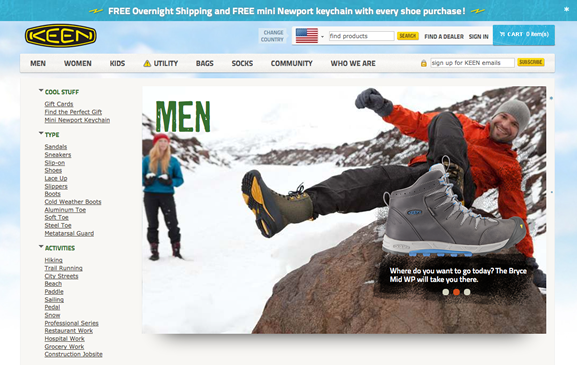 FREE Overnight Shipping and FREE mini Newport keychain with every shoe purchase!
KEEN
CHANGE
COUNTRY
find products
SEARCH
FIND A DEALER
SIGN IN
CART 0 item(s)
MEN
WOMEN
KIDS
UTILITY
BAGS
SOCKS
COMMUNITY
WHO WE ARE
sign up for KEEN emails
SUBSCRIBE
COOL STUFF
Gift Cards
Find the Perfect Gift
Mini Newport Keychain
TYPE
Sandals
Sneakers
Slip-on
Shoes
Lace Up
Slippers
Boots
Cold Weather Boots
Aluminum Toe
Soft Toe
Steel Toe
Metatarsal Guard
ACTIVITIES
Hiking
Trail Running
City Streets
Beach
Paddle
Sailing
Pedal
Snow
Professional Series
Restaurant Work
Hospital Work
Grocery Work
Construction Jobsite
MEN
Where do you want to go today? The Bryce
Mid WP will take you there.